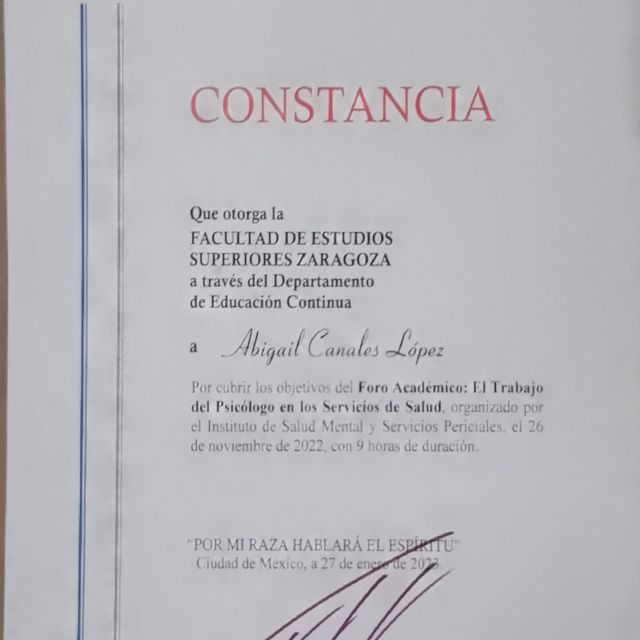 CONSTANCIA
Que otorga la
FACULTAD DE ESTUDIOS
SUPERIORES ZARAGOZA
a través del Departamento
de Educación Continua
a Abigail Canales López
Por cubrir los objetivos del Foro Académico: El Trabajo
del Psicólogo en los Servicios de Salud, organizado por
el Instituto de Salud Mental y Servicios Periciales, el 26
de noviembre de 2022, con 9 horas de duración.
"POR MI RAZA HABLARÁ EL ESPÍRITU"
Ciudad de México, a 27 de enero de 2023.